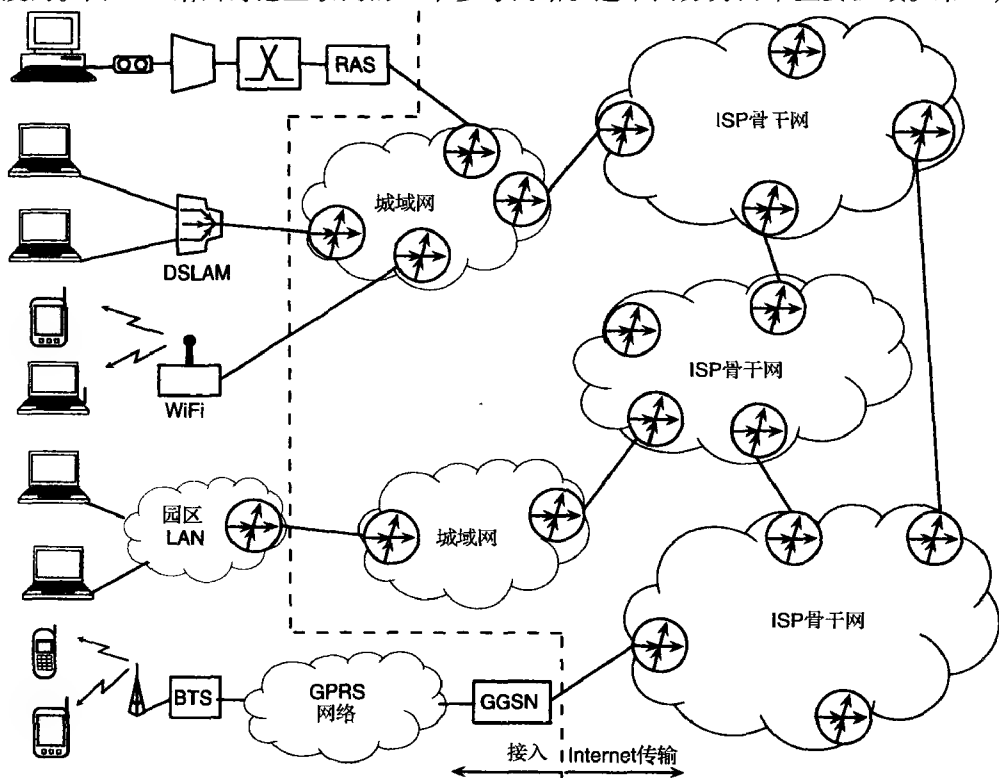 RAS
ISP骨干网
城域网
DSLAM
ISP骨干网
WiFi
园区
LAN
城域网
ISP骨干网
BTS
GPRS
网络
GGSN
接入
Internet传输